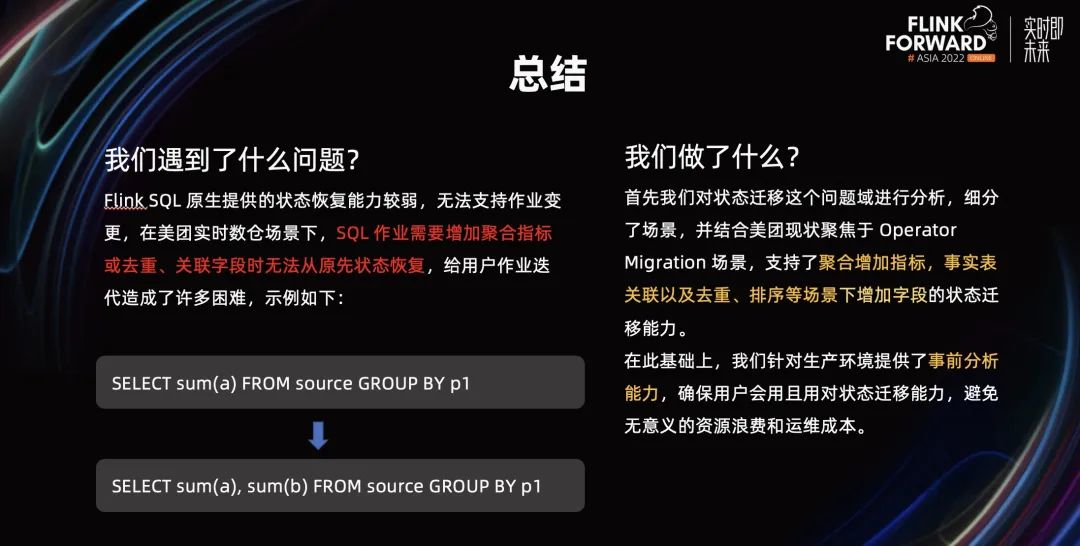 FLINK
FORWARD
# ASIA 2022 ONLINE
实时即
未来
总结
我们遇到了什么问题？
Flink SQL 原生提供的状态恢复能力较弱，无法支持作业变
更，在美团实时数仓场景下，SQL 作业需要增加聚合指标
或去重、关联字段时无法从原先状态恢复，给用户作业迭
代造成了许多困难，示例如下：
SELECT sum(a) FROM source GROUP BY p1
SELECT sum(a), sum(b) FROM source GROUP BY p1
我们做了什么？
首先我们对状态迁移这个问题域进行分析，细分
了场景，并结合美团现状聚焦于 Operator
Migration 场景，支持了聚合增加指标，事实表
关联以及去重、排序等场景下增加字段的状态迁
移能力。
在此基础上，我们针对生产环境提供了事前分析
能力，确保用户会用且用对状态迁移能力，避免
无意义的资源浪费和运维成本。